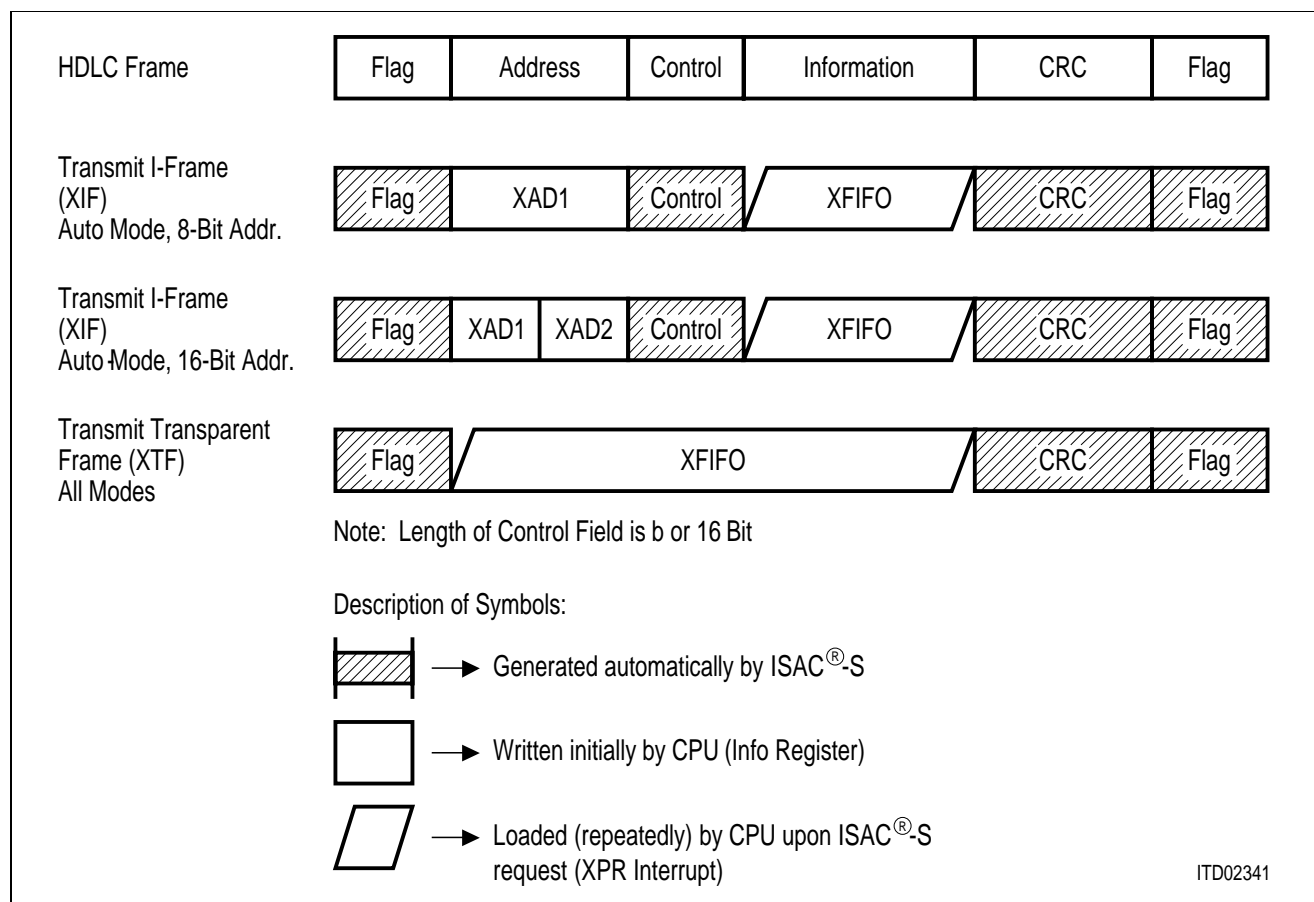 HDLC Frame Flag Address Control Information CRC Flag
Transmit I-Frame
(XIF)
Auto Mode, 8-Bit Addr.
Flag XAD1 Control XFIFO CRC Flag
Transmit I-Frame
(XIF)
Auto-Mode, 16-Bit Addr.
Flag XAD1 XAD2 Control XFIFO CRC Flag
Transmit Transparent
Frame (XTF)
All Modes
Flag XFIFO CRC Flag
Note: Length of Control Field is b or 16 Bit
Description of Symbols:
Generated automatically by ISAC®-S
Written initially by CPU (Info Register)
Loaded (repeatedly) by CPU upon ISAC®-S
request (XPR Interrupt)
ITD02341